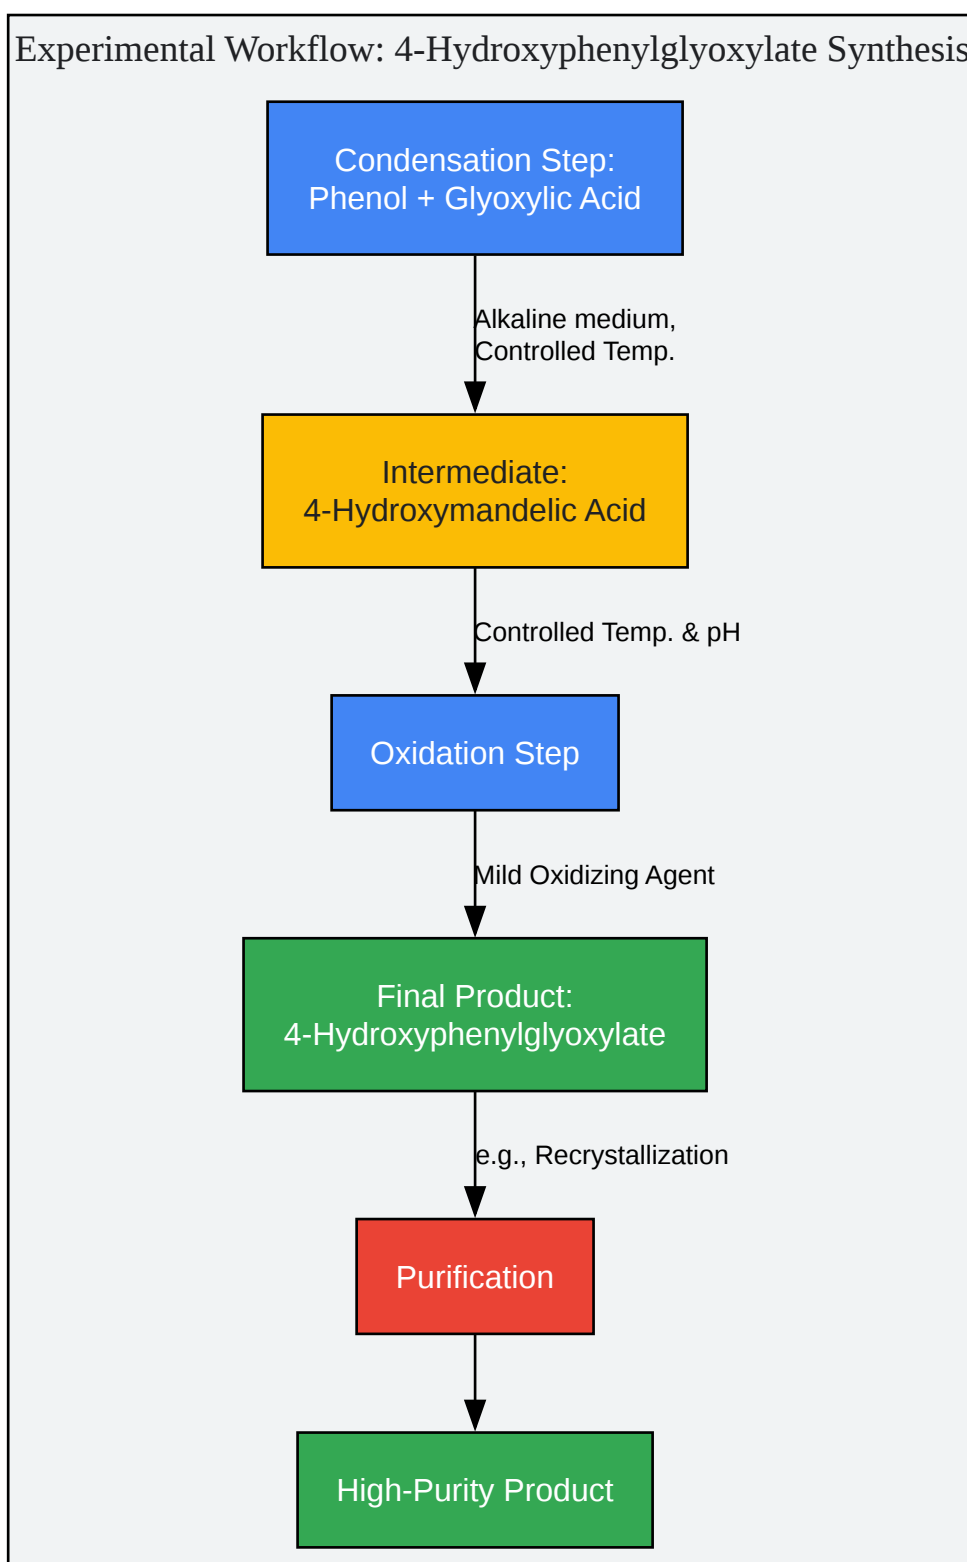 Experimental Workflow: 4-Hydroxyphenylglyoxylate Synthesis
Condensation Step:
Phenol + Glyoxylic Acid
Alkaline medium,
Controlled Temp.
Intermediate:
4-Hydroxymandelic Acid
Controlled Temp. & pH
Oxidation Step
Mild Oxidizing Agent
Final Product:
4-Hydroxyphenylglyoxylate
e.g., Recrystallization
Purification
High-Purity Product